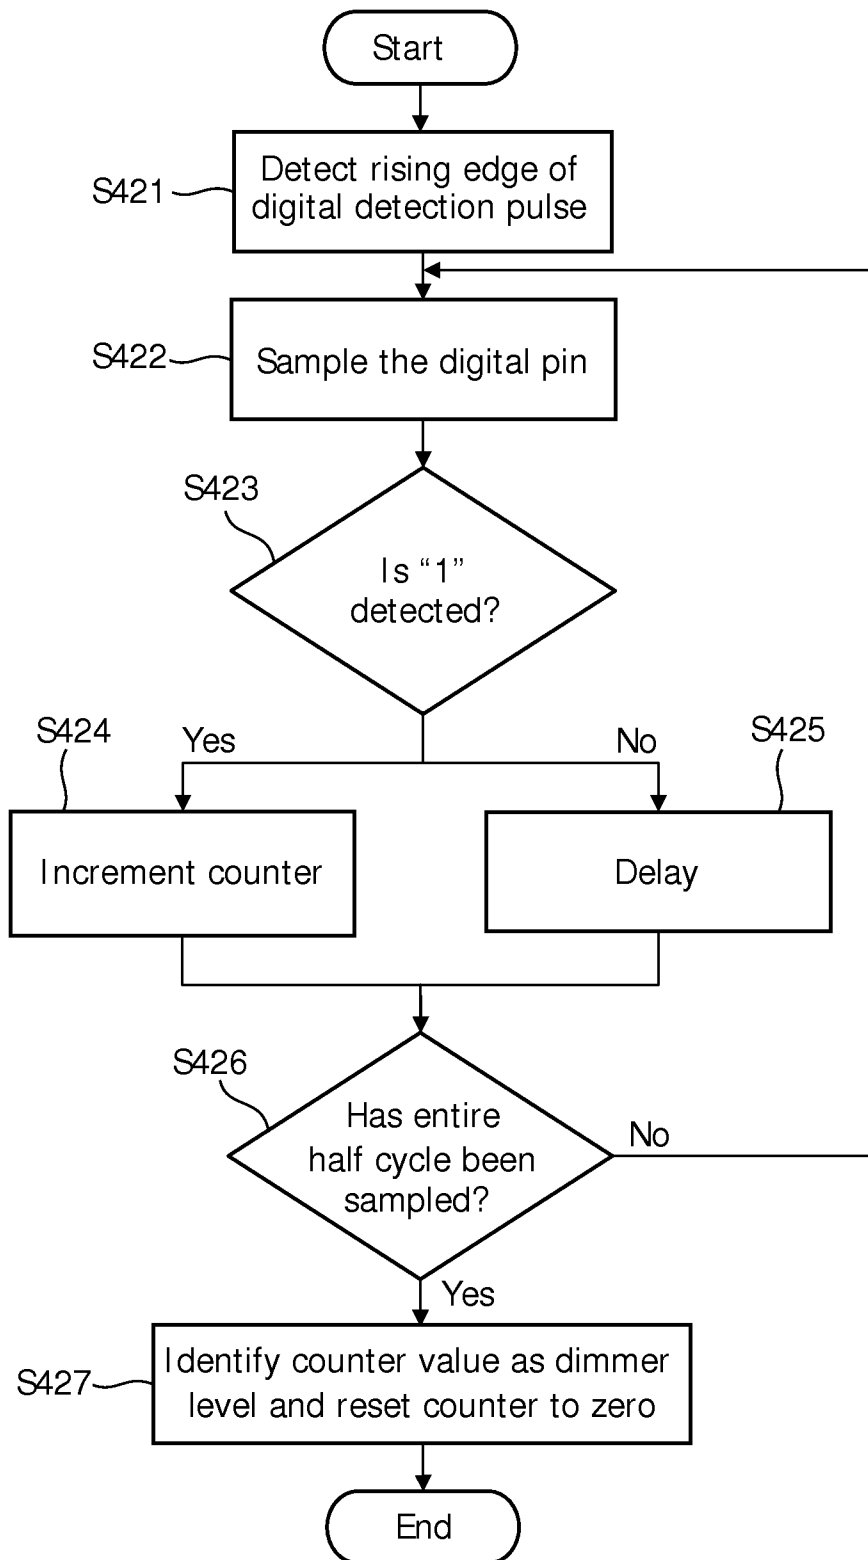 Start
S421
Detect rising edge of
digital detection pulse
S422
Sample the digital pin
S423
Is “1”
detected?
S424
Yes
No
S425
Increment counter
Delay
S426
Has entire
half cycle been
sampled?
No
Yes
S427
Identify counter value as dimmer
level and reset counter to zero
End